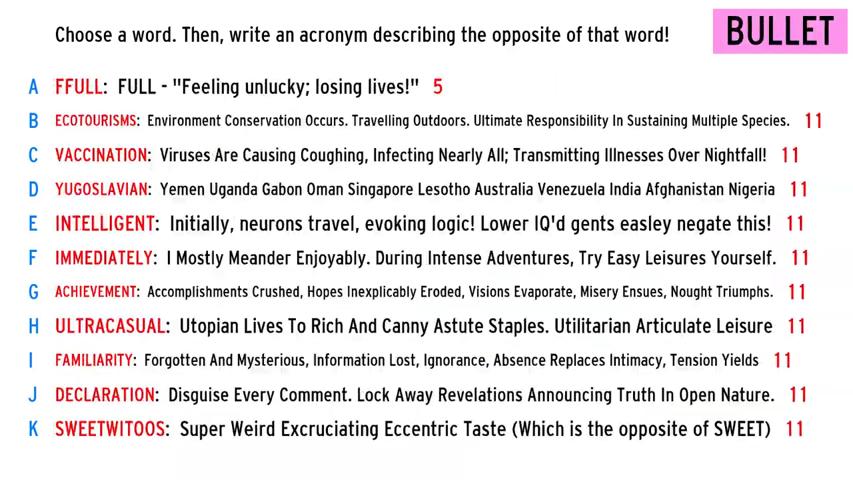 Choose a word. Then, write an acronym describing the opposite of that word!
BULLET
A FFULL: FULL - "Feeling unlucky; losing lives!" 5
B ECOTOURISMS: Environment Conservation Occurs. Travelling Outdoors. Ultimate Responsibility In Sustaining Multiple Species. 11
C VACCINATION: Viruses Are Causing Coughing, Infecting Nearly All; Transmitting Illnesses Over Nightfall! 11
D YUGOSLAVIAN: Yemen Uganda Gabon Oman Singapore Lesotho Australia Venezuela India Afghanistan Nigeria 11
E INTELLIGENT: Initially, neurons travel, evoking logic! Lower IQ'd gents easley negate this! 11
F IMMEDIATELY: I Mostly Meander Enjoyably. During Intense Adventures, Try Easy Leisures Yourself. 11
G ACHIEVEMENT: Accomplishments Crushed, Hopes Inexplicably Eroded, Visions Evaporate, Misery Ensues, Nought Triumphs. 11
H ULTRACASUAL: Utopian Lives To Rich And Canny Astute Staples. Utilitarian Articulate Leisure 11
I FAMILIARITY: Forgotten And Mysterious, Information Lost, Ignorance, Absence Replaces Intimacy, Tension Yields 11
J DECLARATION: Disguise Every Comment. Lock Away Revelations Announcing Truth In Open Nature. 11
K SWEETWITOOS: Super Weird Excruciating Eccentric Taste (Which is the opposite of SWEET) 11